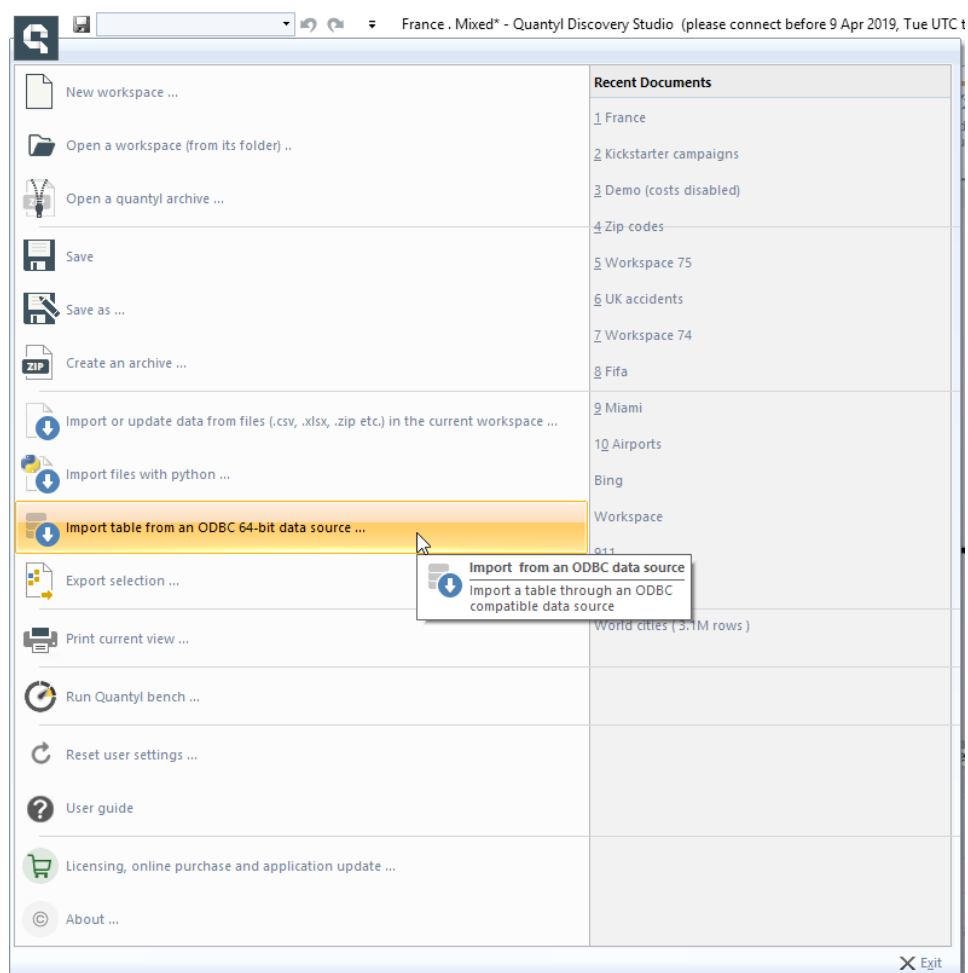 France . Mixed* - Quantyl Discovery Studio (please connect before 9 Apr 2019, Tue UTC t
New workspace ...
Open a workspace (from its folder) ..
Open a quantyl archive ...
Save
Save as ...
ZIP
Create an archive ...
Import or update data from files (.csv, .xlsx, .zip etc.) in the current workspace ...
Import files with python ...
Import table from an ODBC 64-bit data source ...
Export selection ...
Print current view ...
Run Quantyl bench ...
Reset user settings ...
User guide
Licensing, online purchase and application update ...
© About ...
Recent Documents
1 France
2 Kickstarter campaigns
3 Demo (costs disabled)
4 Zip codes
5 Workspace 75
6 UK accidents
7 Workspace 74
8 Fifa
9 Miami
10 Airports
Bing
Workspace
911
Import from an ODBC data source
Import a table through an ODBC
compatible data source
World cities ( 3.1M rows )
Exit